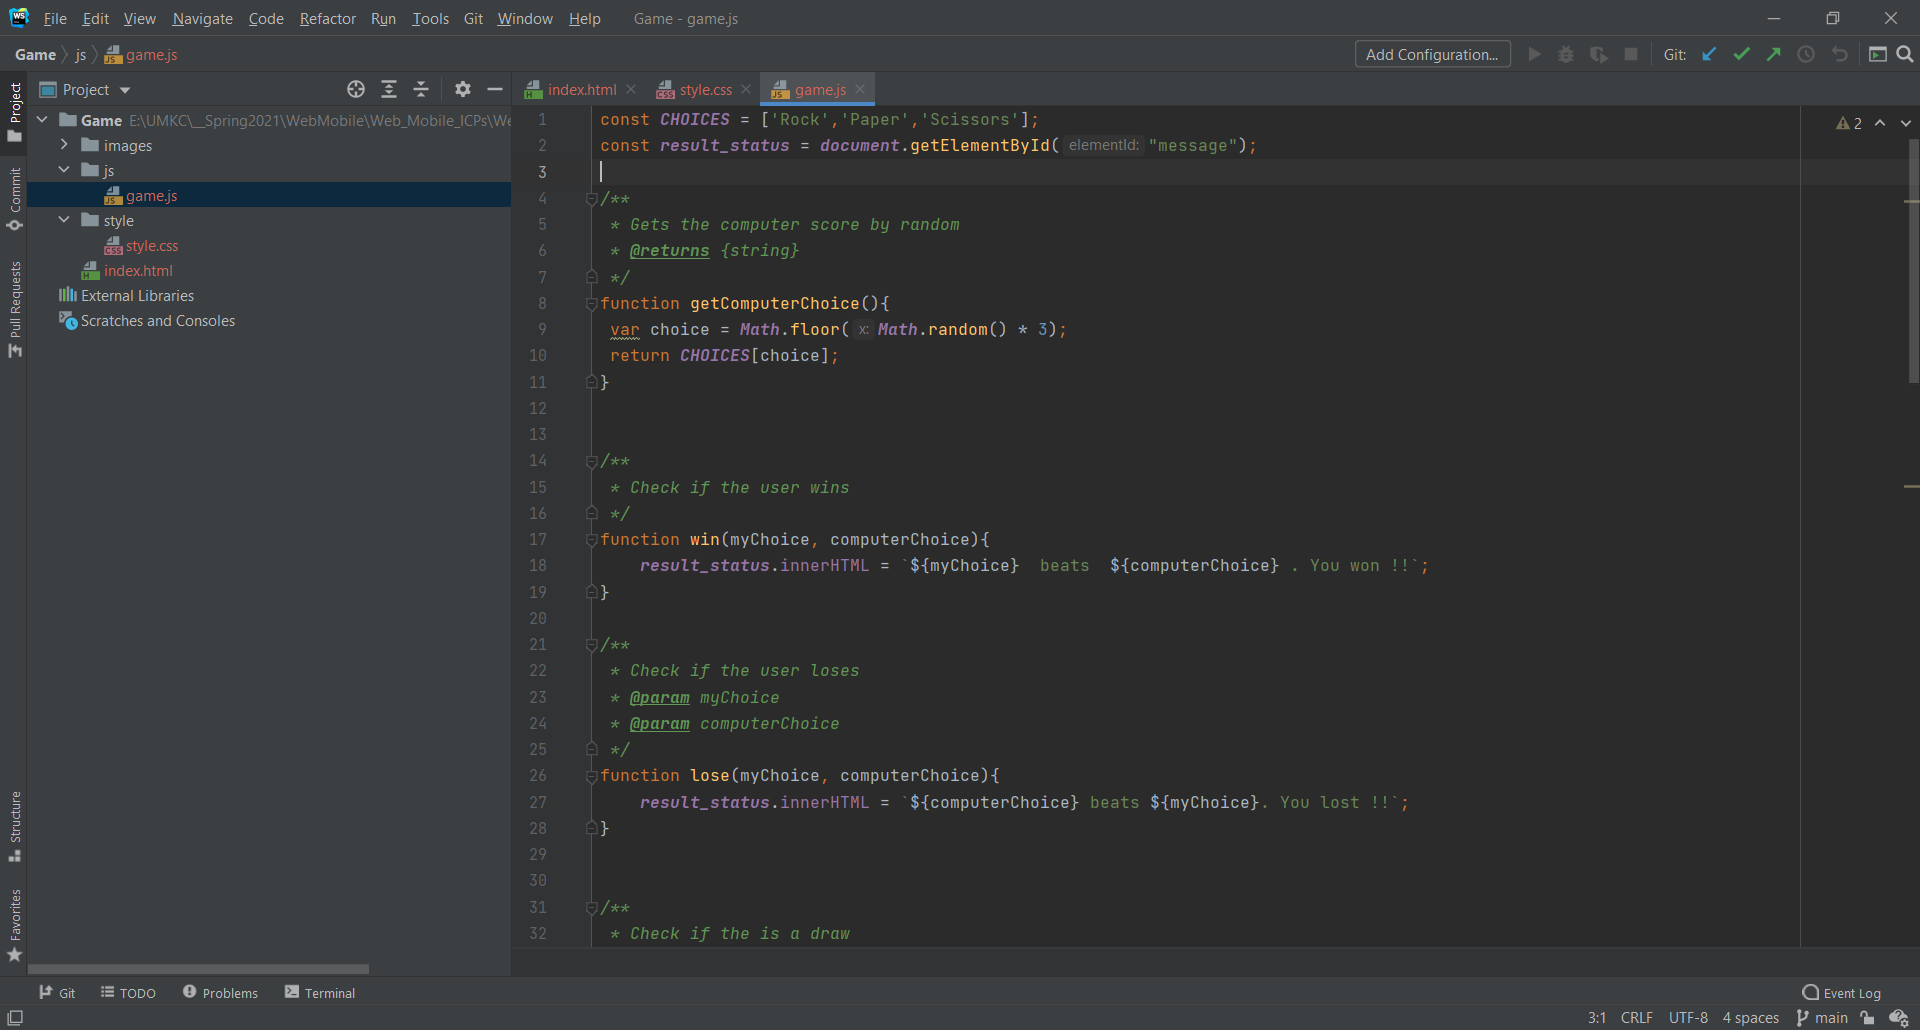 File Edit View Navigate Code Refactor Run Tools Git Window Help Game - game.js
Game js game.js Add Configuration... Git:
Project
index.html style.css game.js
Game E:\UMKC\__Spring2021\WebMobile\Web_Mobile_ICPs\We
images
js
game.js
style
style.css
index.html
External Libraries
Scratches and Consoles
Project
Commit
Pull Requests
Structure
Favorites
2
1 const CHOICES = ['Rock','Paper','Scissors'];
2 const result_status = document.getElementById( elementId: "message");
3
4 /**
5 * Gets the computer score by random
6 * @returns {string}
7 */
8 function getComputerChoice(){
9 var choice = Math.floor( x: Math.random() * 3);
10 return CHOICES[choice];
11 }
12
13
14 /**
15 * Check if the user wins
16 */
17 function win(myChoice, computerChoice){
18 result_status.innerHTML = `${myChoice}  beats  ${computerChoice} . You won !!`;
19 }
20
21 /**
22 * Check if the user loses
23 * @param myChoice
24 * @param computerChoice
25 */
26 function lose(myChoice, computerChoice){
27 result_status.innerHTML = `${computerChoice} beats ${myChoice}. You lost !!`;
28 }
29
30
31 /**
32 * Check if the is a draw
Git TODO Problems Terminal Event Log
3:1 CRLF UTF-8 4 spaces main